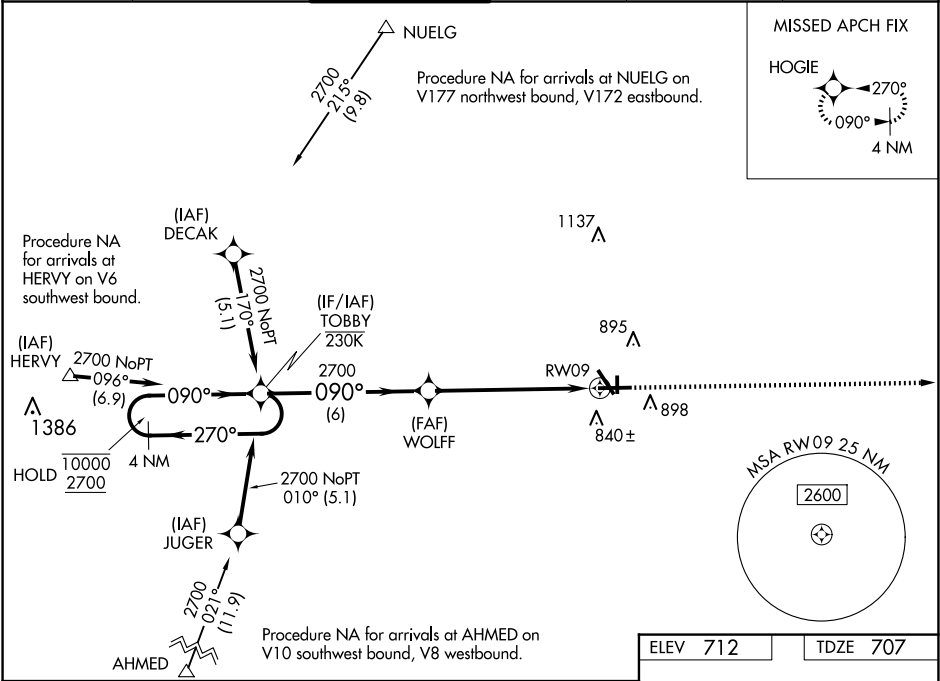 NUELG
2700
215°
(9.8)
Procedure NA for arrivals at NUELG on
V177 northwest bound, V172 eastbound.
MISSED APCH FIX
HOGIE
270°
090°
4 NM
(IAF)
DECAK
2700 NoPT
170°
(5.1)
Procedure NA
for arrivals at
HERVY on V6
southwest bound.
(IF/IAF)
TOBBY
230K
1137
895
(IAF)
HERVY
2700 NoPT
096°
(6.9)
090°
2700
090°
(6)
RW09
1386
270°
4 NM
HOLD
10000
2700
(FAF)
WOLFF
840±
898
2700 NoPT
010° (5.1)
(IAF)
JUGER
MSA RW09 25 NM
2600
2700
021°
(11.9)
AHMED
Procedure NA for arrivals at AHMED on
V10 southwest bound, V8 westbound.
ELEV 712
TDZE 707